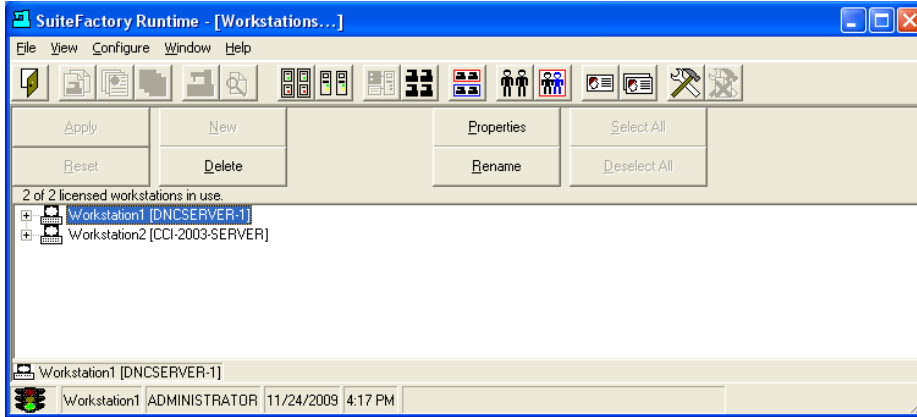 SuiteFactory Runtime - [Workstations...]
File View Configure Window Help
Apply New Properties Select All
Reset Delete Rename Deselect All
2 of 2 licensed workstations in use.
Workstation1 [DNCSERVER-1]
Workstation2 [CCI-2003-SERVER]
Workstation1 [DNCSERVER-1]
Workstation1 ADMINISTRATOR 11/24/2009 4:17 PM